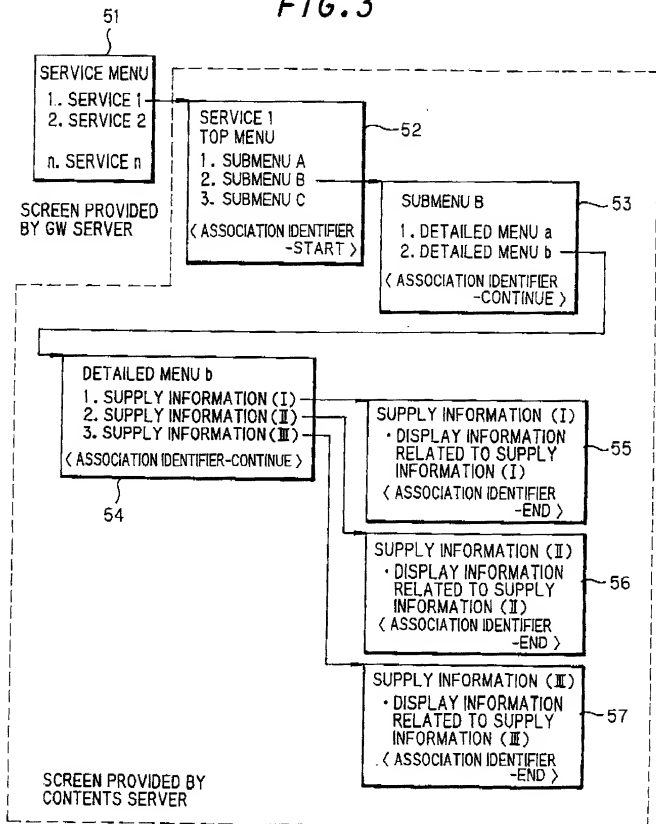 FIG.3
51
SERVICE MENU
1. SERVICE 1
2. SERVICE 2
n. SERVICE n
SCREEN PROVIDED
BY GW SERVER
52
SERVICE 1
TOP MENU
1. SUBMENU A
2. SUBMENU B
3. SUBMENU C
〈ASSOCIATION IDENTIFIER
-START〉
53
SUBMENU B
1. DETAILED MENU a
2. DETAILED MENU b
〈ASSOCIATION IDENTIFIER
-CONTINUE〉
DETAILED MENU b
1. SUPPLY INFORMATION (I)
2. SUPPLY INFORMATION (II)
3. SUPPLY INFORMATION (III)
〈ASSOCIATION IDENTIFIER-CONTINUE〉
54
SUPPLY INFORMATION (I)
・DISPLAY INFORMATION
RELATED TO SUPPLY
INFORMATION (I)
〈ASSOCIATION IDENTIFIER
-END〉
55
SUPPLY INFORMATION (II)
・DISPLAY INFORMATION
RELATED TO SUPPLY
INFORMATION (II)
〈ASSOCIATION IDENTIFIER
-END〉
56
SUPPLY INFORMATION (III)
・DISPLAY INFORMATION
RELATED TO SUPPLY
INFORMATION (III)
〈ASSOCIATION IDENTIFIER
-END〉
57
SCREEN PROVIDED BY
CONTENTS SERVER